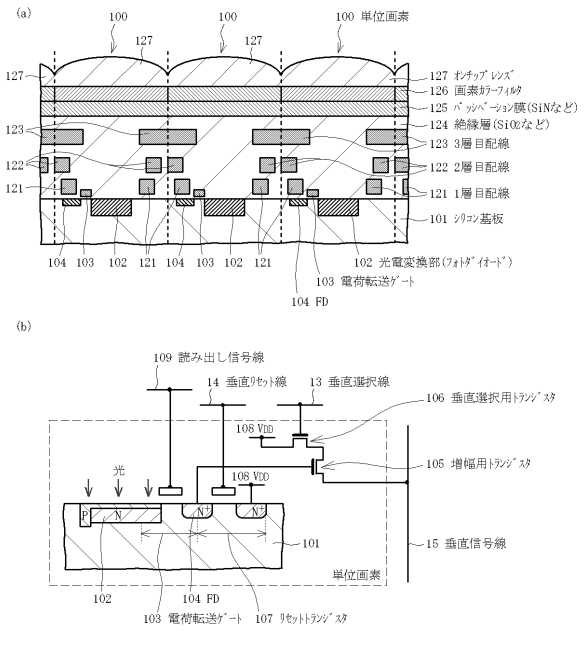 (a)
100
100
100 単位画素
127
127
127
127 オンチップレンズ
126 画素カラーフィルタ
125 パッシベーション膜(SiNなど)
124 絶縁層(SiO2など)
123
123 3層目配線
122
122 2層目配線
121
121 1層目配線
101 シリコン基板
104 103 102 121 104 103 102 121
102 光電変換部(フォトダイオード)
103 電荷転送ゲート
104 FD
(b)
109 読み出し信号線
14 垂直リセット線
13 垂直選択線
106 垂直選択用トランジスタ
108 VDD
105 増幅用トランジスタ
光
108 VDD
P N N+ N+
101
15 垂直信号線
単位画素
102
104 FD
103 電荷転送ゲート
107 リセットトランジスタ